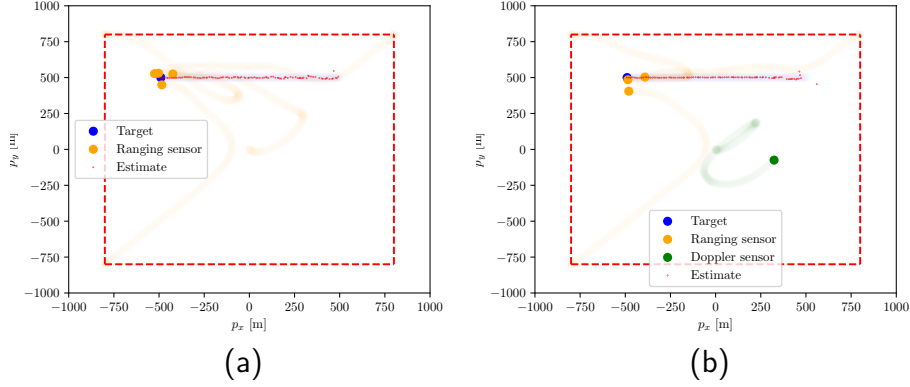 1000
750
500
250
0
−250
−500
−750
−1000
p_y [m]
−1000 −750 −500 −250 0 250 500 750 1000
p_x [m]
Target
Ranging sensor
Estimate
(a)
1000
750
500
250
0
−250
−500
−750
−1000
p_y [m]
−1000 −750 −500 −250 0 250 500 750 1000
p_x [m]
Target
Ranging sensor
Doppler sensor
Estimate
(b)